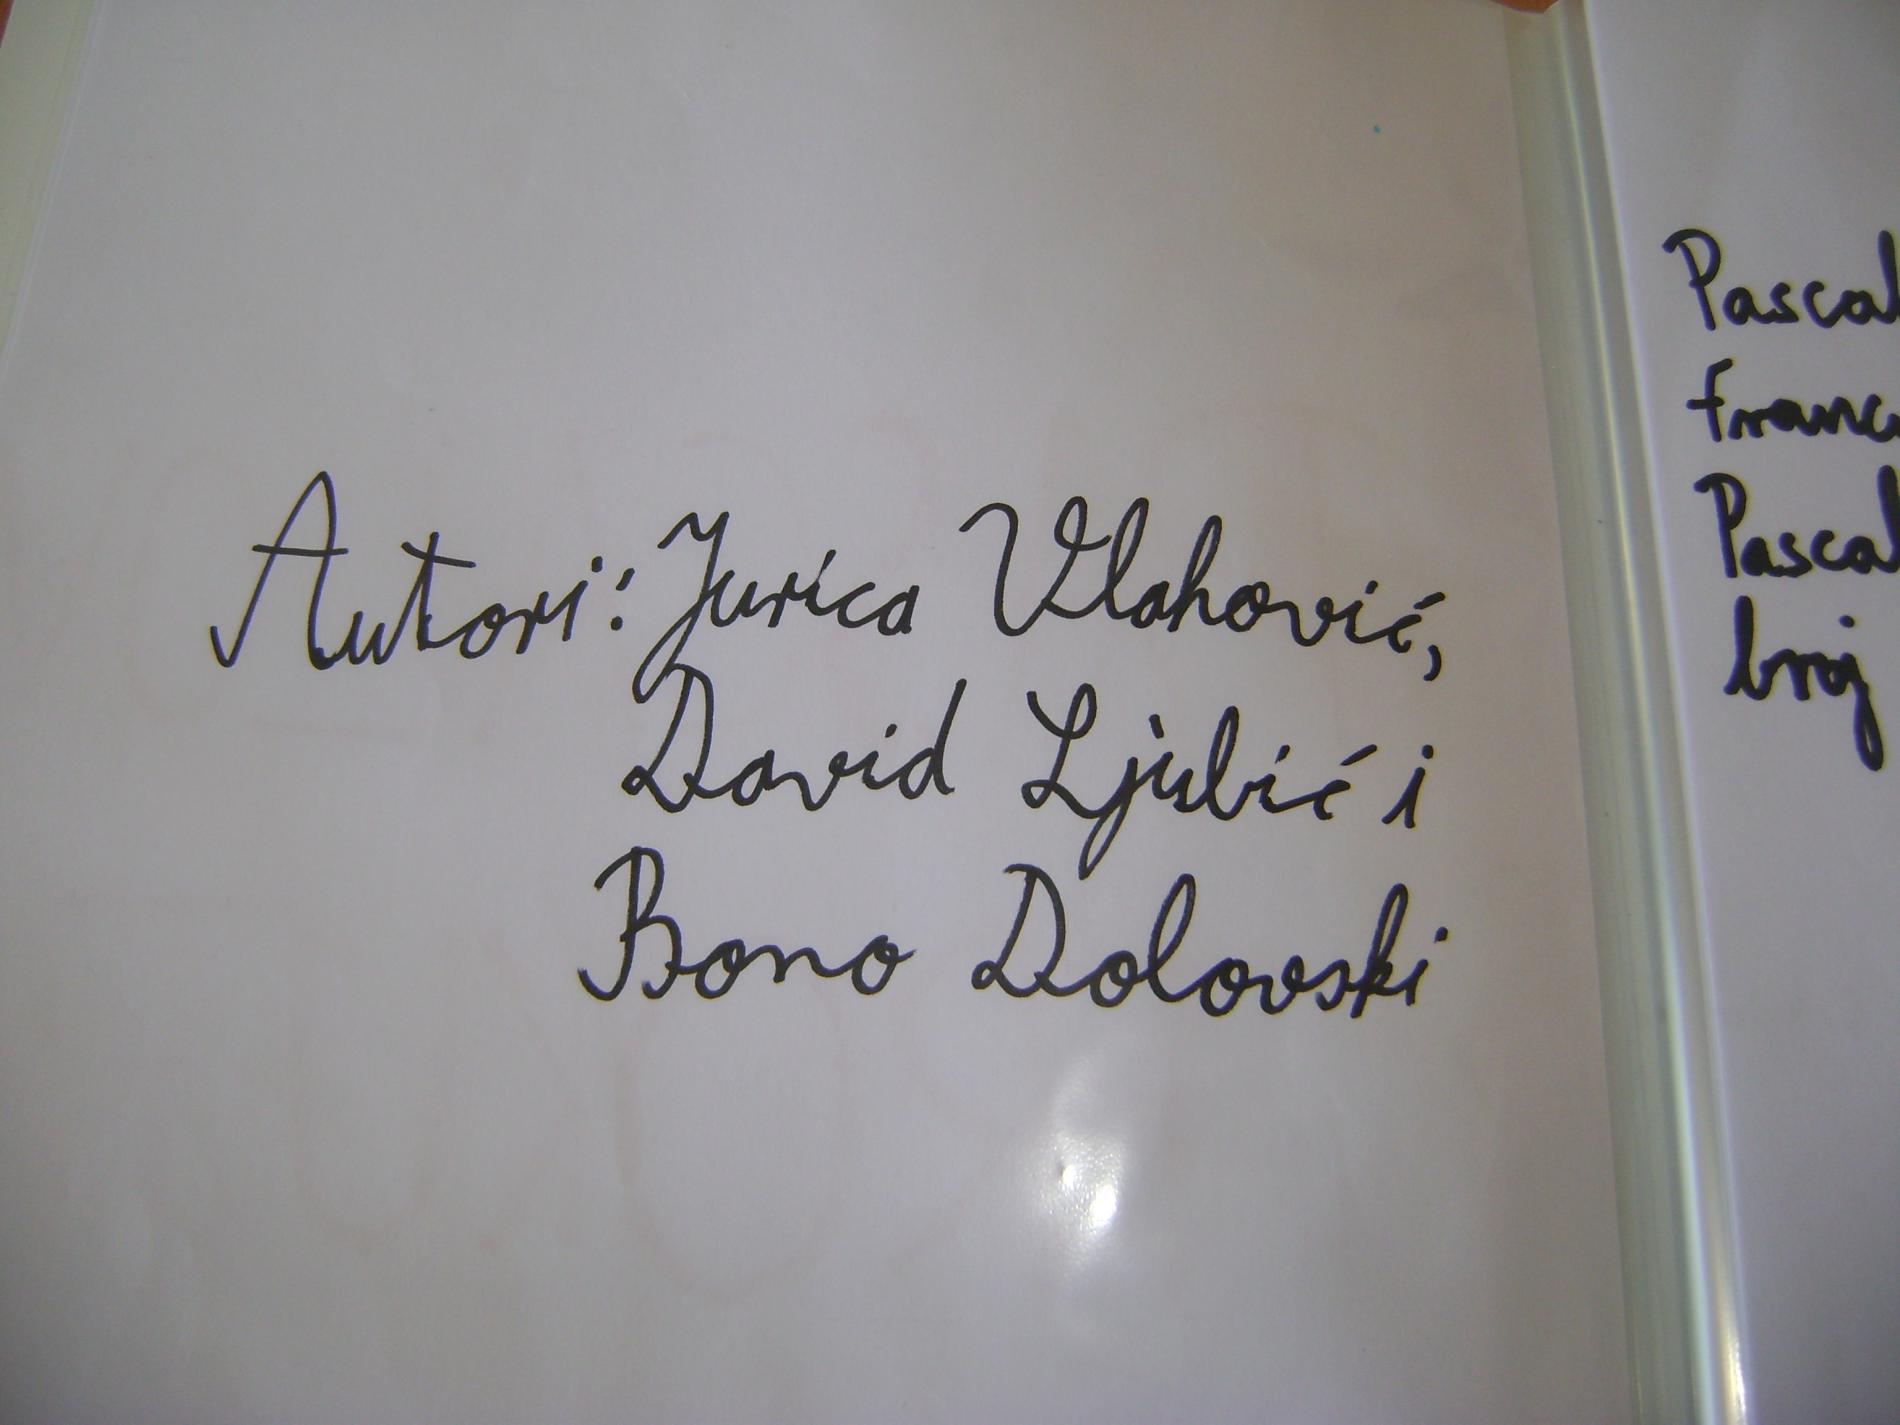 Autori: Jurica Vlahović,
David Ljubić i
Bono Dolovski
Pascal
franc
Pascal
broj